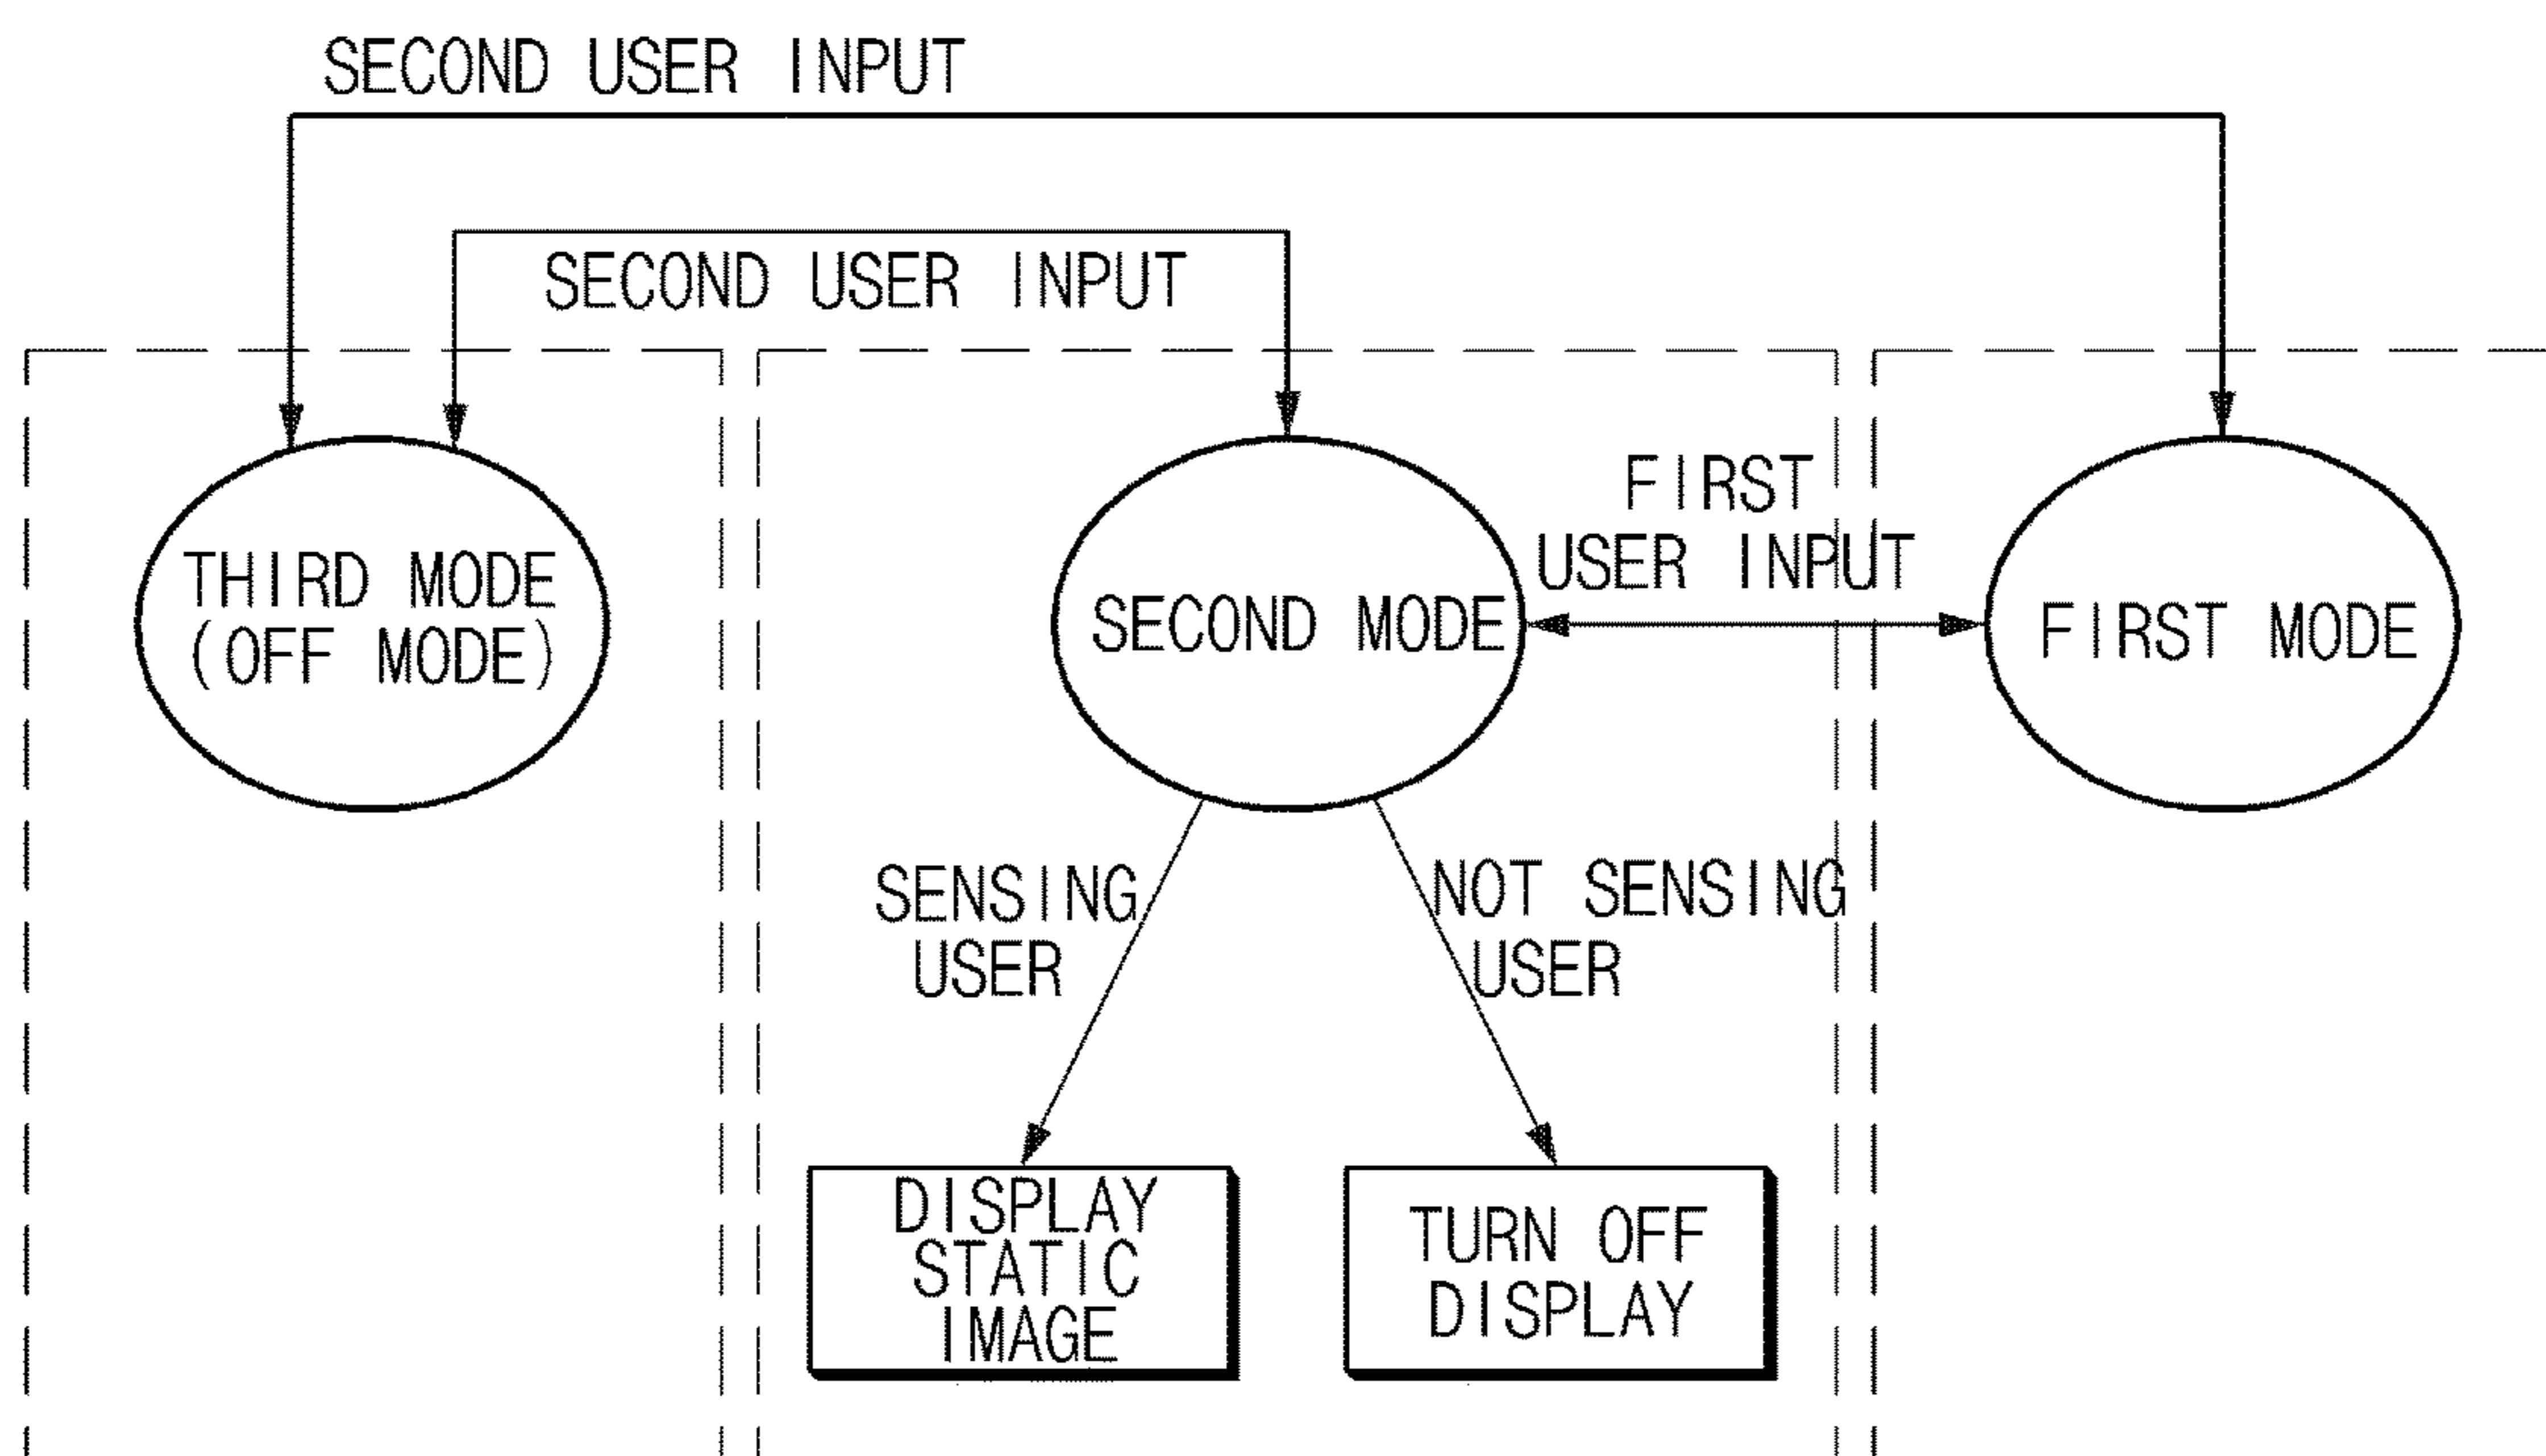 SECOND USER INPUT
SECOND USER INPUT
FIRST
USER INPUT
THIRD MODE
(OFF MODE)
SECOND MODE
FIRST MODE
SENSING
USER
NOT SENSING
USER
DISPLAY
STATIC
IMAGE
TURN OFF
DISPLAY